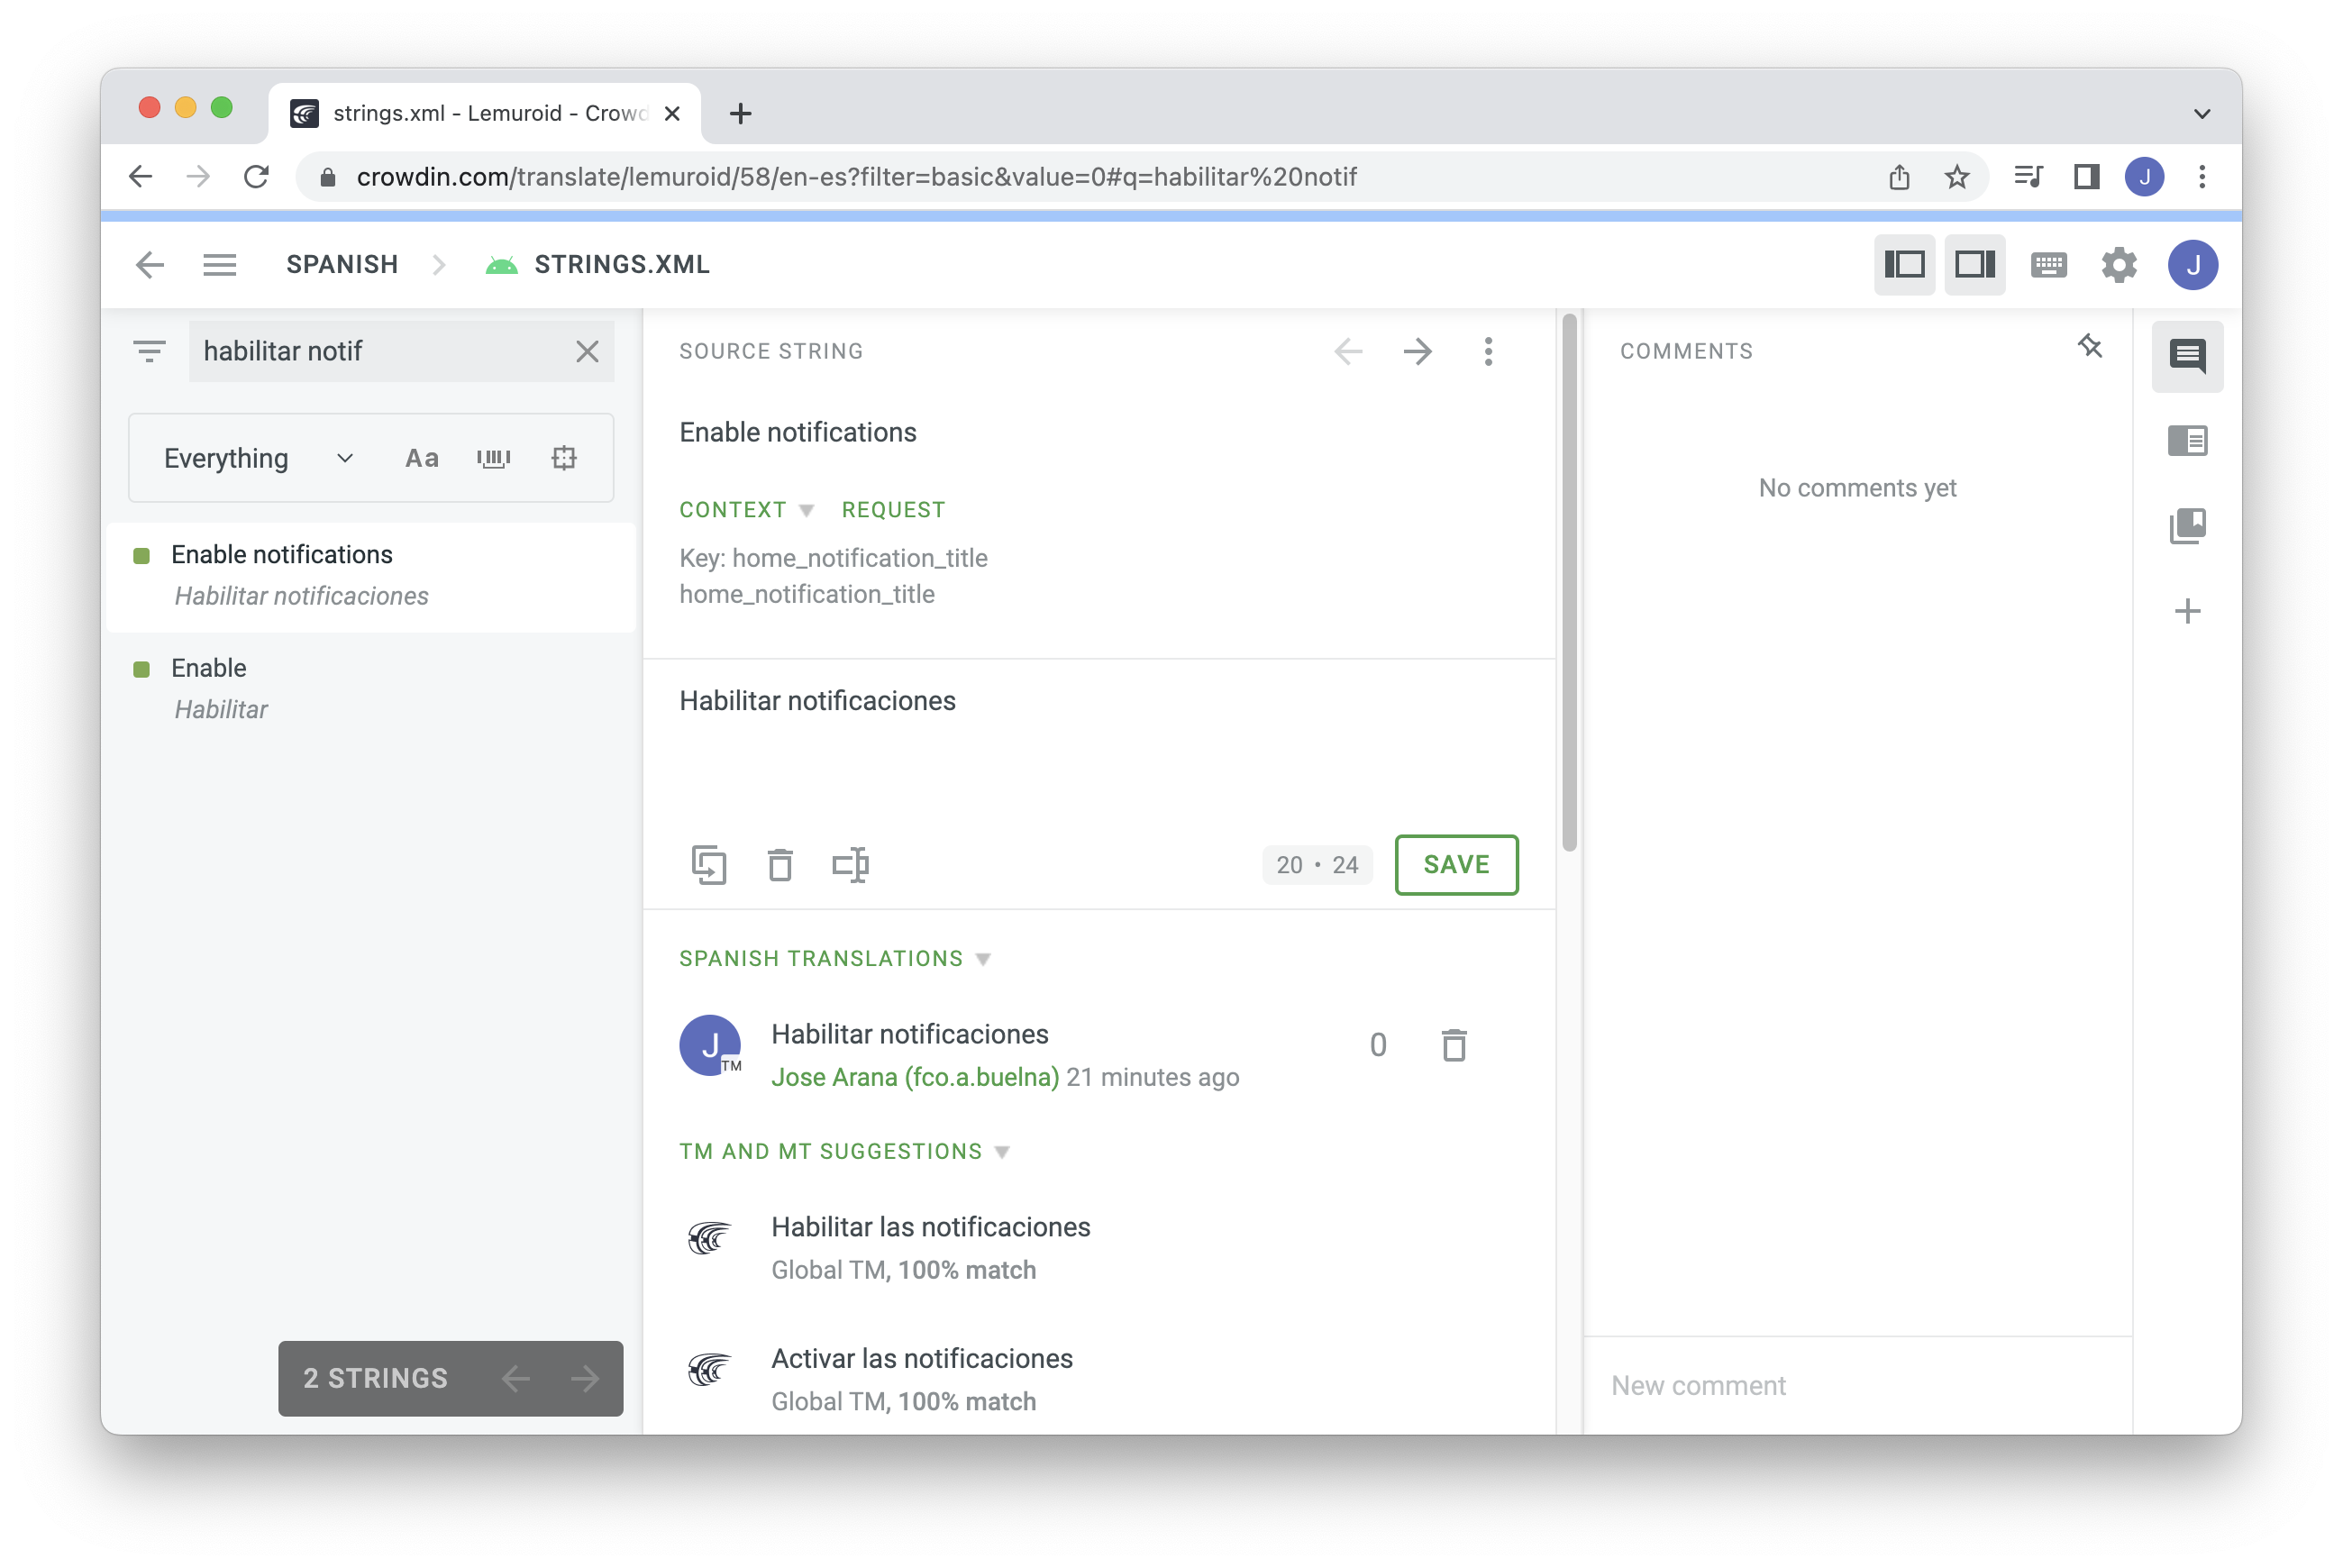 strings.xml - Lemuroid - Crowd
crowdin.com/translate/lemuroid/58/en-es?filter=basic&value=0#q=habilitar%20notif
J
SPANISH
STRINGS.XML
J
habilitar notif
Everything
Aa
Enable notifications
Habilitar notificaciones
Enable
Habilitar
2 STRINGS
SOURCE STRING
Enable notifications
CONTEXT
REQUEST
Key: home_notification_title
home_notification_title
Habilitar notificaciones
20 • 24
SAVE
SPANISH TRANSLATIONS
J
TM
Habilitar notificaciones
0
Jose Arana (fco.a.buelna) 21 minutes ago
TM AND MT SUGGESTIONS
Habilitar las notificaciones
Global TM, 100% match
Activar las notificaciones
Global TM, 100% match
COMMENTS
No comments yet
New comment